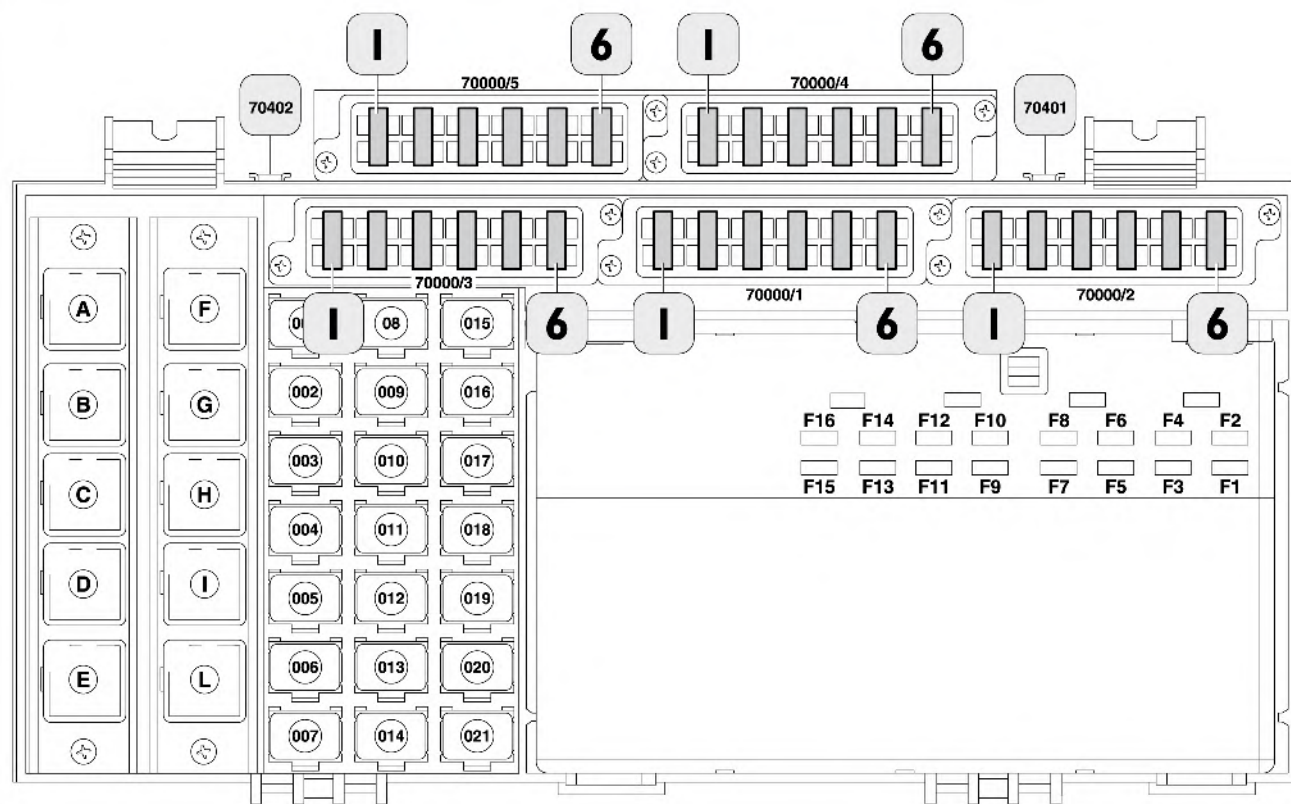 I 6 I 6
70000/5 70000/4
70402 70401
70000/3 70000/1 70000/2
I 6 I 6 I 6
A F 08 015
B G 002 009 016
F16 F14 F12 F10 F8 F6 F4 F2
C H 003 010 017
F15 F13 F11 F9 F7 F5 F3 F1
004 011 018
D I 005 012 019
E L 006 013 020
007 014 021